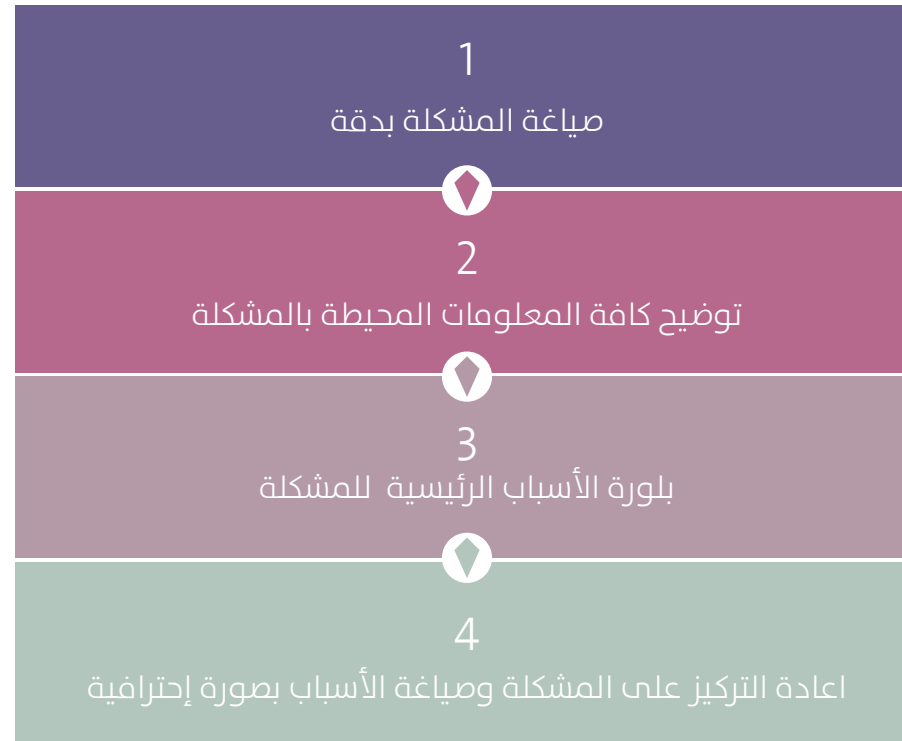 1
صياغة المشكلة بدقة
2
توضيح كافة المعلومات المحيطة بالمشكلة
3
بلورة الأسباب الرئيسية للمشكلة
4
اعادة التركيز على المشكلة وصياغة الأسباب بصورة إحترافية